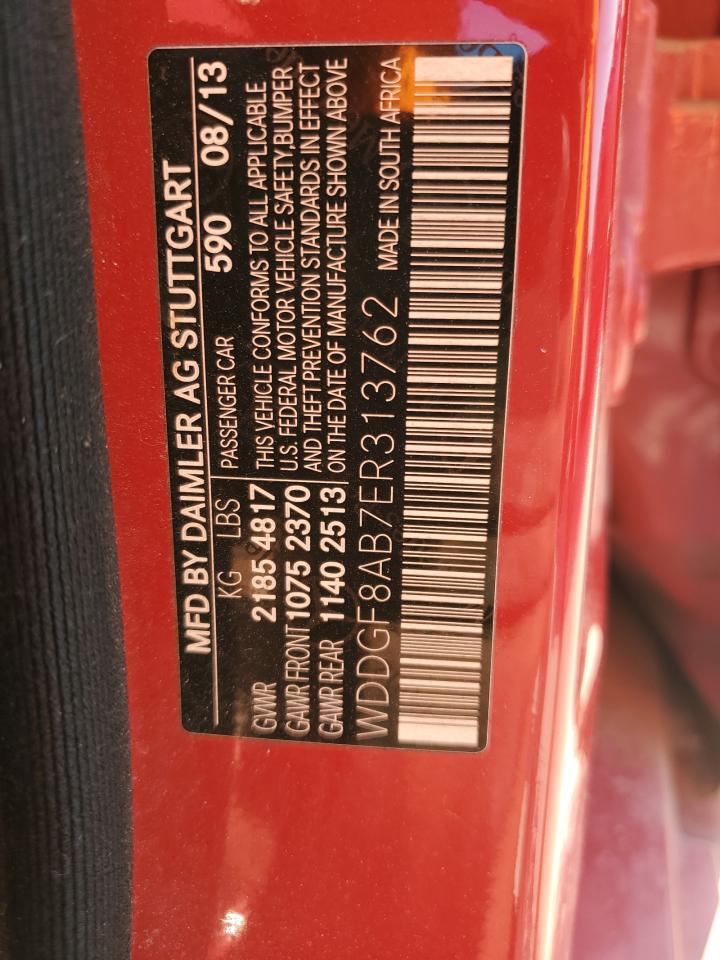 MFD BY DAIMLER AG STUTTGART
KG LBS PASSENGER CAR 590 08/13
GVWR 2185 4817 THIS VEHICLE CONFORMS TO ALL APPLICABLE
GAWR FRONT 1075 2370 U.S. FEDERAL MOTOR VEHICLE SAFETY,BUMPER
GAWR REAR 1140 2513 AND THEFT PREVENTION STANDARDS IN EFFECT
ON THE DATE OF MANUFACTURE SHOWN ABOVE
WDDGF8AB7ER313762 MADE IN SOUTH AFRICA